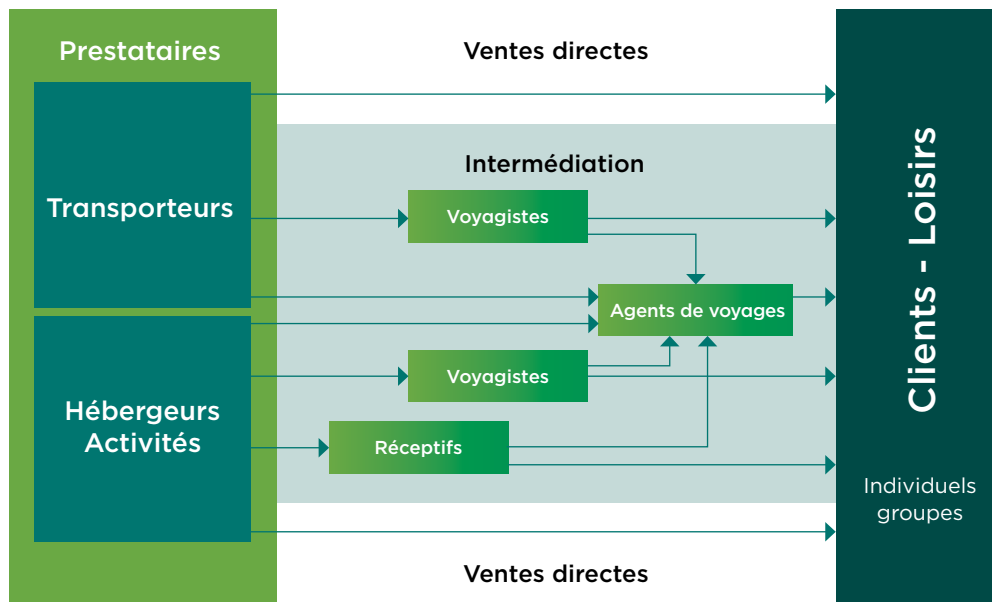 Prestataires
Ventes directes
Transporteurs
Intermédiation
Voyagistes
Agents de voyages
Voyagistes
Hébergeurs
Activités
Réceptifs
Ventes directes
Clients - Loisirs
Individuels
groupes